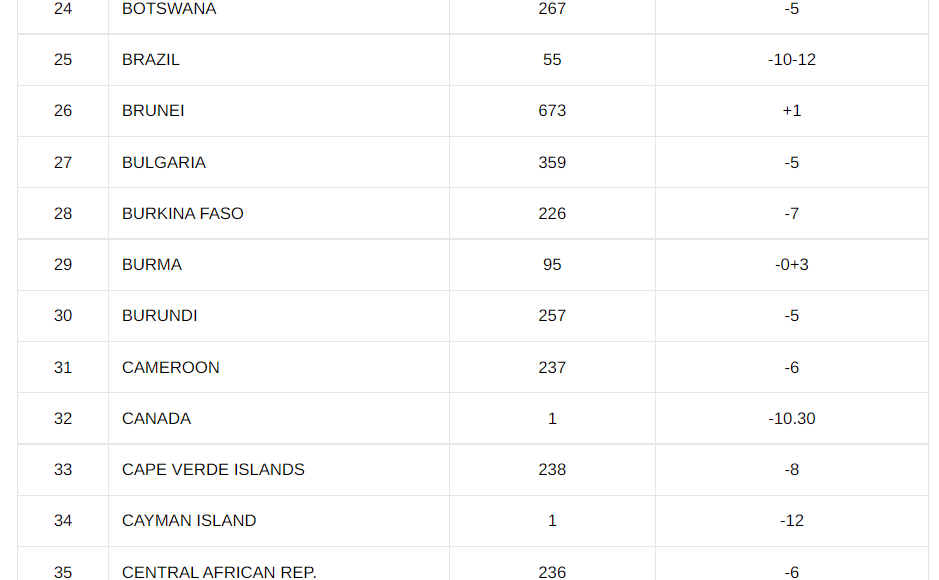 24 BOTSWANA 267 -5
25 BRAZIL 55 -10-12
26 BRUNEI 673 +1
27 BULGARIA 359 -5
28 BURKINA FASO 226 -7
29 BURMA 95 -0+3
30 BURUNDI 257 -5
31 CAMEROON 237 -6
32 CANADA 1 -10.30
33 CAPE VERDE ISLANDS 238 -8
34 CAYMAN ISLAND 1 -12
35 CENTRAL AFRICAN REP. 236 -6